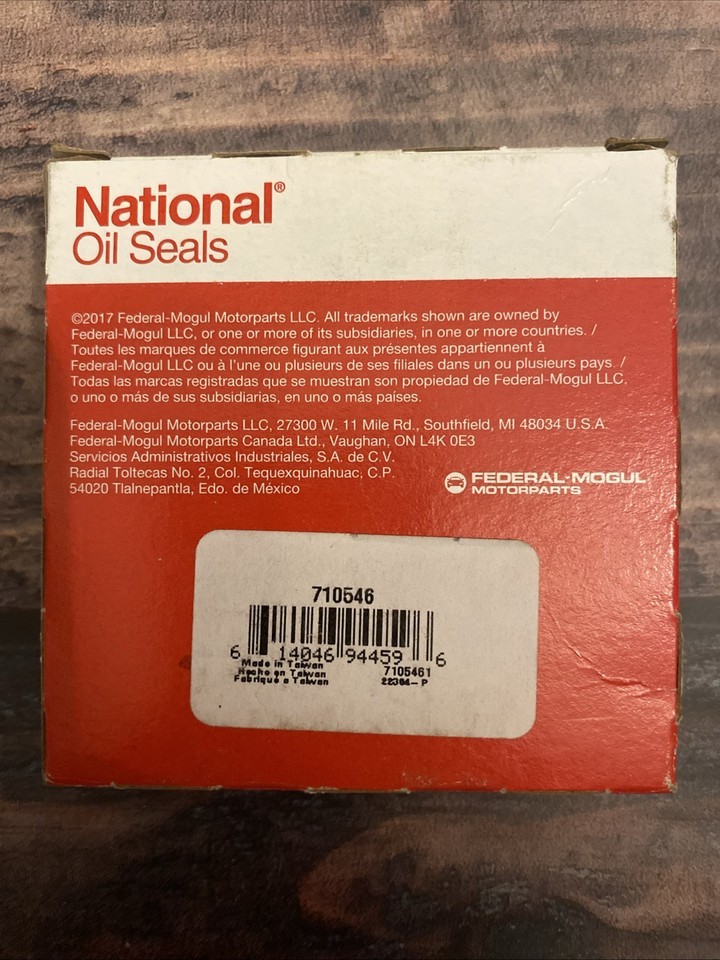 National®
Oil Seals
©2017 Federal-Mogul Motorparts LLC. All trademarks shown are owned by
Federal-Mogul LLC, or one or more of its subsidiaries, in one or more countries. /
Toutes les marques de commerce figurant aux présentes appartiennent à
Federal-Mogul LLC ou à l'une ou plusieurs de ses filiales dans un ou plusieurs pays. /
Todas las marcas registradas que se muestran son propiedad de Federal-Mogul LLC,
o uno o más de sus subsidiarias, en uno o más países.
Federal-Mogul Motorparts LLC, 27300 W. 11 Mile Rd., Southfield, MI 48034 U.S.A.
Federal-Mogul Motorparts Canada Ltd., Vaughan, ON L4K 0E3
Servicios Administrativos Industriales, S.A. de C.V.
Radial Toltecas No. 2, Col. Tequexquinahuac, C.P.
54020 Tlalnepantla, Edo. de México
FEDERAL-MOGUL
MOTORPARTS
710546
6 14046 94459 6
Made in Taiwan
Hecho en Taiwan
Fabrique a Taiwan
7105461
22364-P